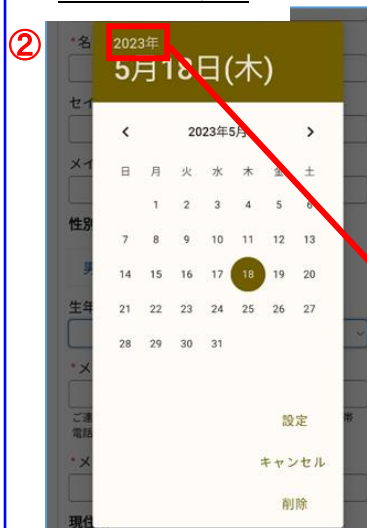 ②
*名
2023年
5月18日(木)
セイ
2023年5月
メイ
日 月 火 水 木 金 土
1 2 3 4 5 6
性別
7 8 9 10 11 12 13
男
14 15 16 17 18 19 20
生年
21 22 23 24 25 26 27
28 29 30 31
*メ
ご連
帯
電話
設定
*メ
キャンセル
削除
現住